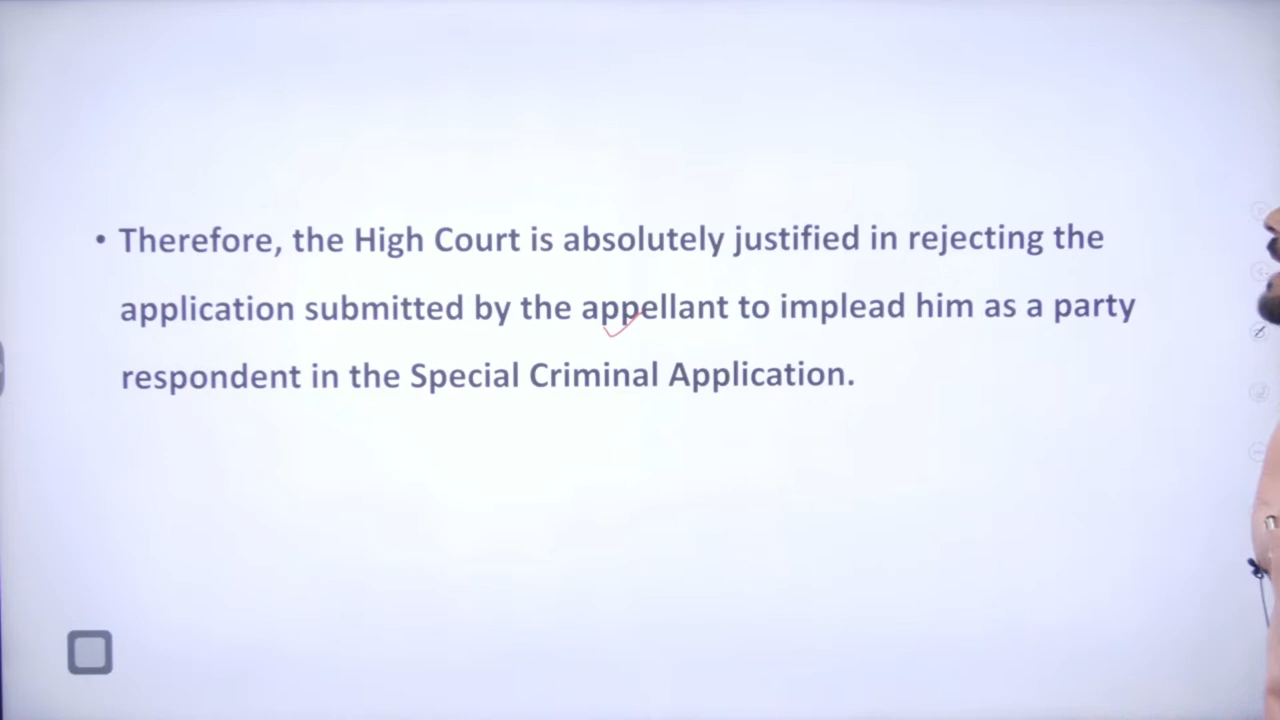 • Therefore, the High Court is absolutely justified in rejecting the
application submitted by the appellant to implead him as a party
respondent in the Special Criminal Application.